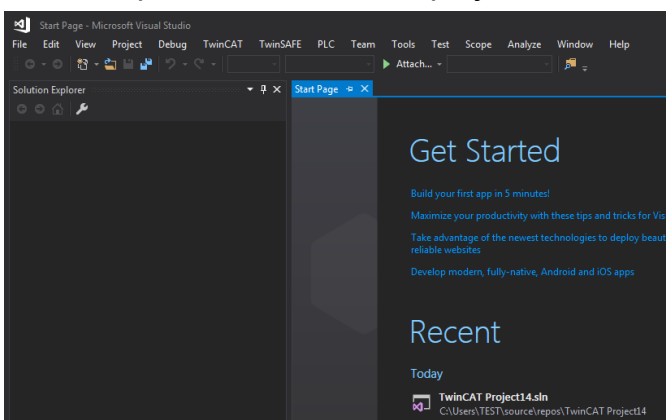 Start Page - Microsoft Visual Studio
File Edit View Project Debug TwinCAT TwinSAFE PLC Team Tools Test Scope Analyze Window Help
Attach...
Solution Explorer
Start Page
Get Started
Build your first app in 5 minutes!
Maximize your productivity with these tips and tricks for Vis
Take advantage of the newest technologies to deploy beaut
reliable websites
Develop modern, fully-native, Android and iOS apps
Recent
Today
TwinCAT Project14.sln
C:\Users\TEST\source\repos\TwinCAT Project14